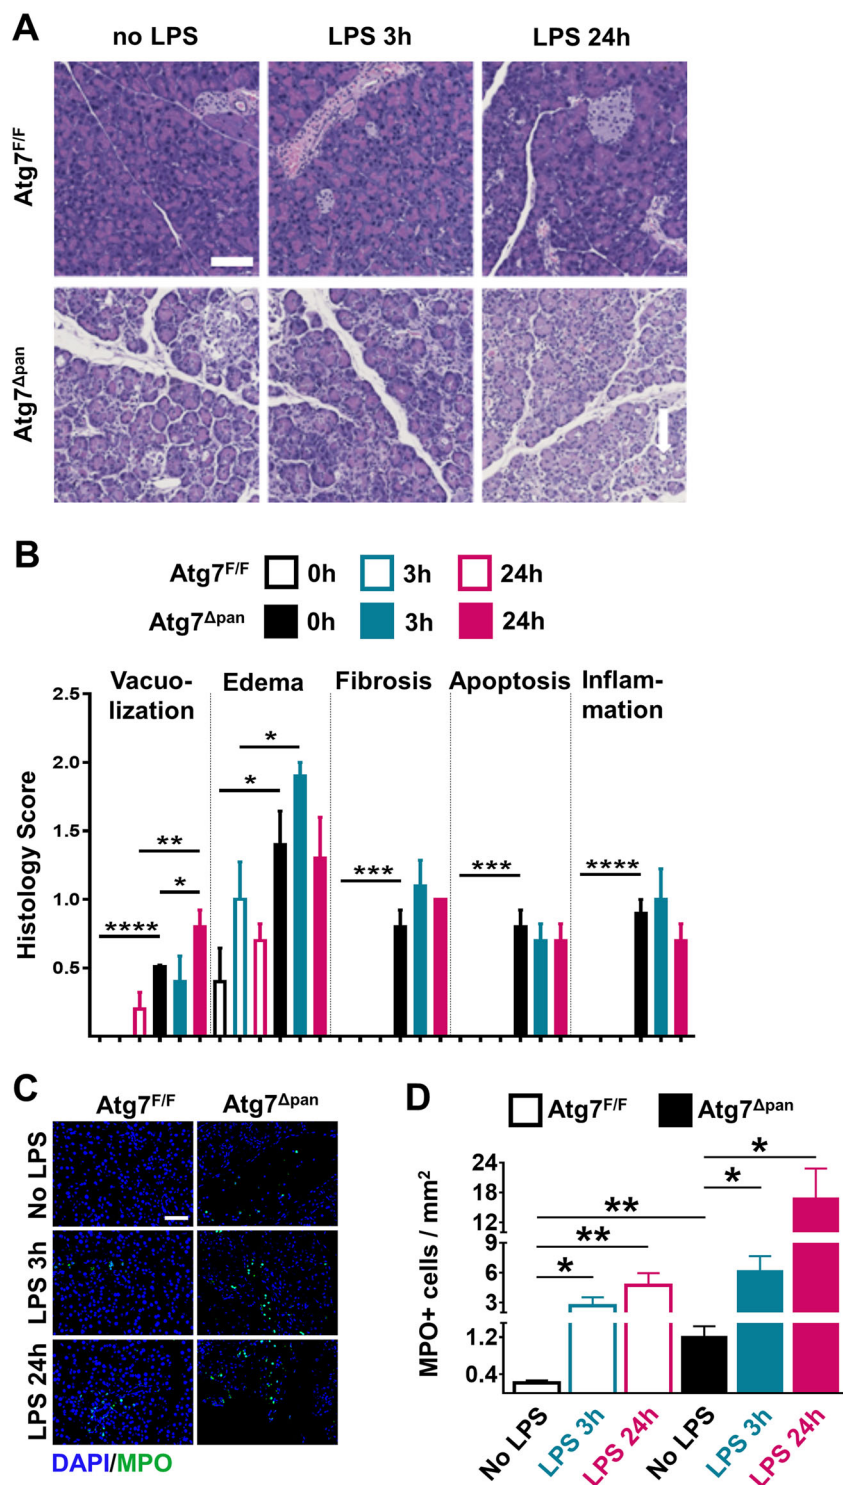 A
no LPS LPS 3h LPS 24h
Atg7F/F
Atg7Δpan
B
Atg7F/F 0h 3h 24h
Atg7Δpan 0h 3h 24h
Vacuo-
lization
Edema
Fibrosis
Apoptosis
Inflam-
mation
Histology Score
2.5
2.0
1.5
1.0
0.5
**** ** * * * *** *** ****
C
Atg7F/F Atg7Δpan
No LPS
LPS 3h
LPS 24h
DAPI/MPO
D
Atg7F/F Atg7Δpan
MPO+ cells / mm2
24
18
12
9
6
3
1.2
0.4
* ** ** * *
No LPS LPS 3h LPS 24h No LPS LPS 3h LPS 24h